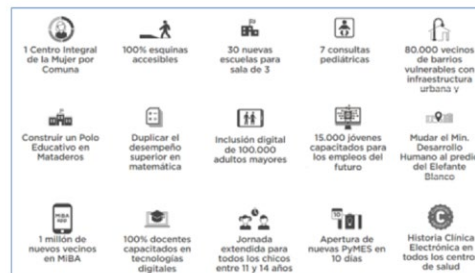 1 Centro Integral
de la Mujer por
Comuna
100% esquinas
accesibles
30 nuevas
escuelas para
sala de 3
7 consultas
pediátricas
80.000 vecinos
de barrios
vulnerables con
infraestructura
urbana y
Construir un Polo
Educativo en
Mataderos
Duplicar el
desempeño
superior en
matemática
Inclusión digital
de 100.000
adultos mayores
15.000 jóvenes
capacitados para
los empleos del
futuro
Mudar el Min.
Desarrollo
Humano al predio
del Elefante
Blanco
MiBA
1 millón de
nuevos vecinos
en MiBA
100% docentes
capacitados en
tecnologías
digitales
Jornada
extendida para
todos los chicos
entre 11 y 14 años
10
Apertura de
nuevas PyMES en
10 días
C
Historia Clínica
Electrónica en
todos los centros
de salud